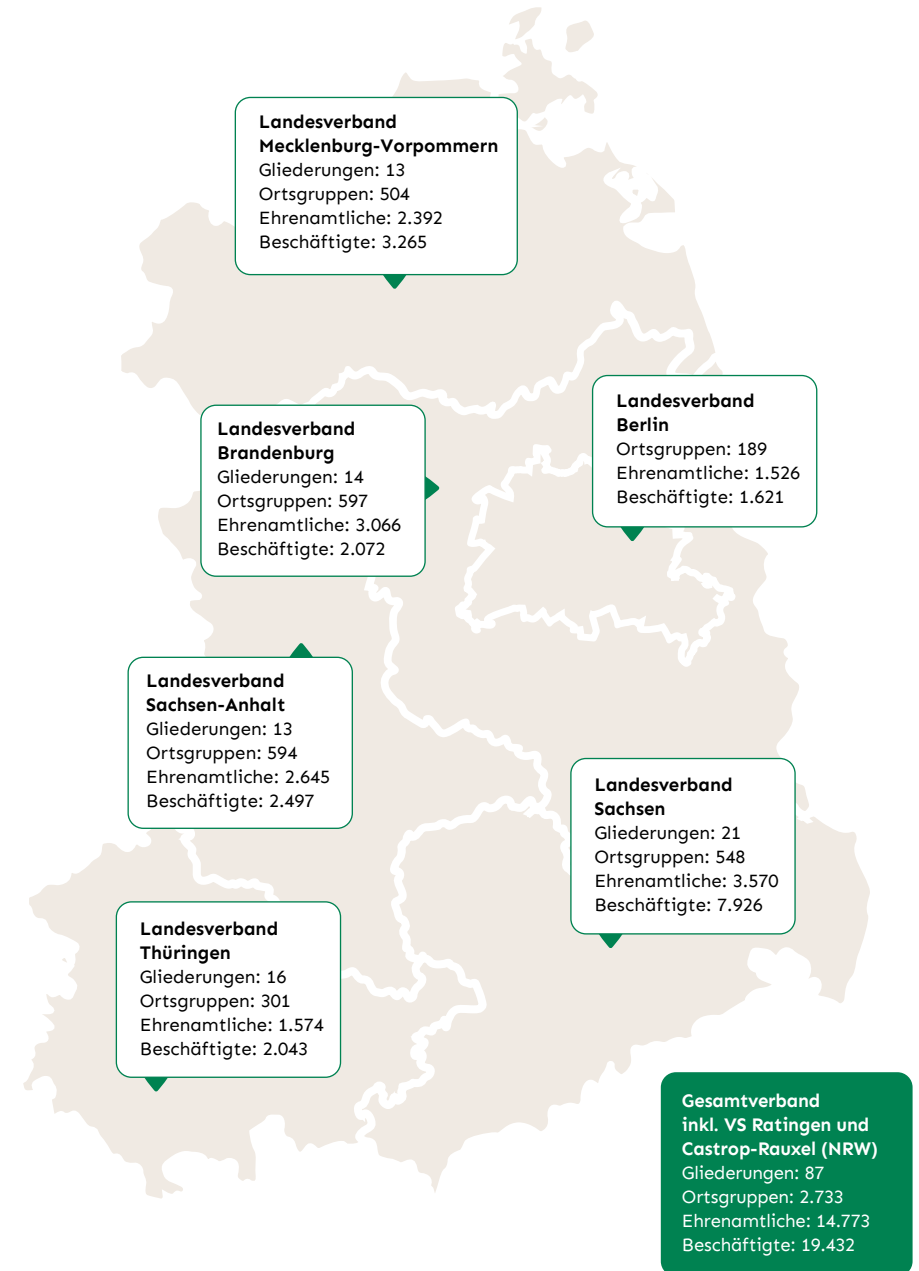 Landesverband
Mecklenburg-Vorpommern
Gliederungen: 13
Ortsgruppen: 504
Ehrenamtliche: 2.392
Beschäftigte: 3.265
Landesverband
Berlin
Ortsgruppen: 189
Ehrenamtliche: 1.526
Beschäftigte: 1.621
Landesverband
Brandenburg
Gliederungen: 14
Ortsgruppen: 597
Ehrenamtliche: 3.066
Beschäftigte: 2.072
Landesverband
Sachsen-Anhalt
Gliederungen: 13
Ortsgruppen: 594
Ehrenamtliche: 2.645
Beschäftigte: 2.497
Landesverband
Sachsen
Gliederungen: 21
Ortsgruppen: 548
Ehrenamtliche: 3.570
Beschäftigte: 7.926
Landesverband
Thüringen
Gliederungen: 16
Ortsgruppen: 301
Ehrenamtliche: 1.574
Beschäftigte: 2.043
Gesamtverband
inkl. VS Ratingen und
Castrop-Rauxel (NRW)
Gliederungen: 87
Ortsgruppen: 2.733
Ehrenamtliche: 14.773
Beschäftigte: 19.432